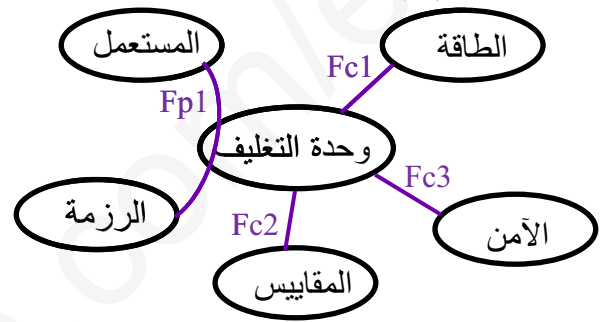 المستعمل
الطاقة
Fc1
Fp1
وحدة التغليف
Fc3
الرزمة
Fc2
الآمن
المقاييس